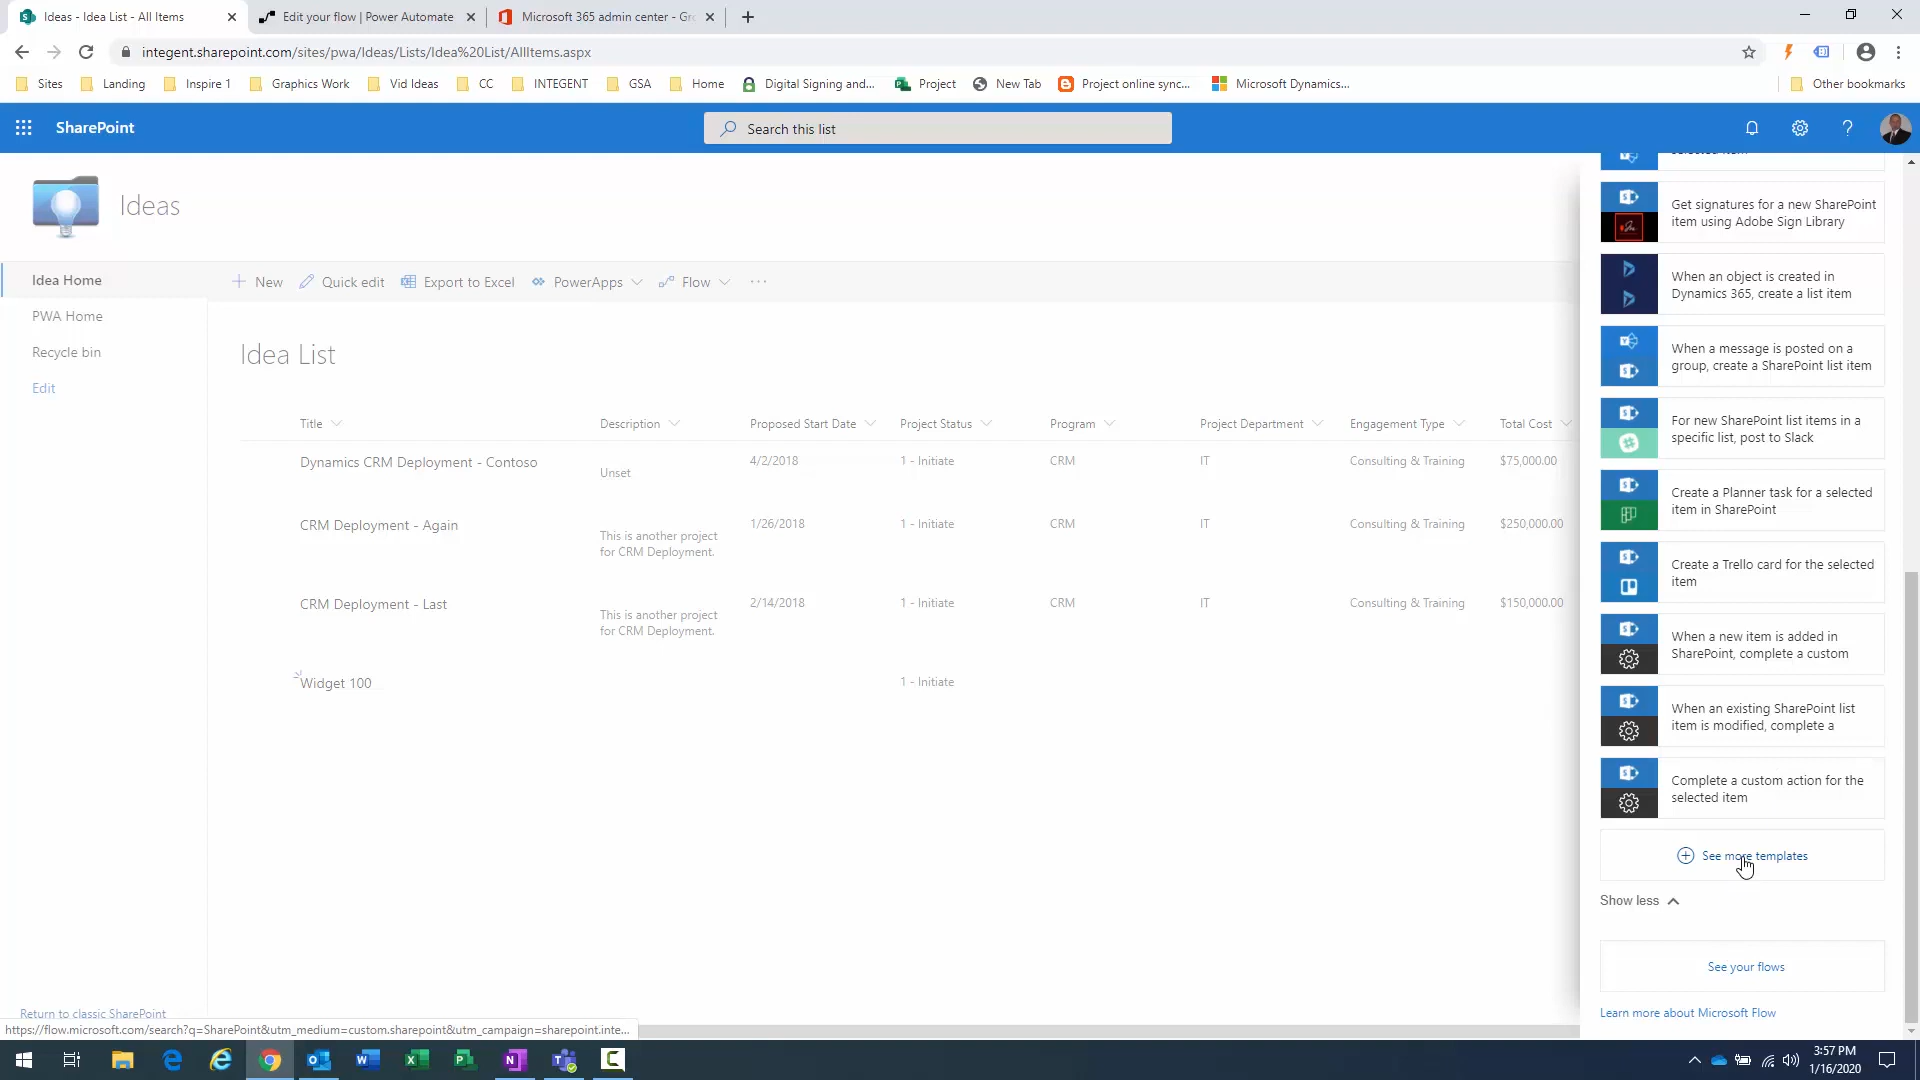 Ideas - Idea List - All Items
Edit your flow | Power Automate
Microsoft 365 admin center - Gr
integent.sharepoint.com/sites/pwa/Ideas/Lists/Idea%20List/AllItems.aspx
Sites
Landing
Inspire 1
Graphics Work
Vid Ideas
CC
INTEGENT
GSA
Home
Digital Signing and...
Project
New Tab
Project online sync...
Microsoft Dynamics...
Other bookmarks
SharePoint
Search this list
Ideas
Idea Home
PWA Home
Recycle bin
Edit
New
Quick edit
Export to Excel
PowerApps
Flow
Idea List
Title
Description
Proposed Start Date
Project Status
Program
Project Department
Engagement Type
Total Cost
Dynamics CRM Deployment - Contoso
Unset
4/2/2018
1 - Initiate
CRM
IT
Consulting & Training
$75,000.00
CRM Deployment - Again
This is another project
for CRM Deployment.
1/26/2018
1 - Initiate
CRM
IT
Consulting & Training
$250,000.00
CRM Deployment - Last
This is another project
for CRM Deployment.
2/14/2018
1 - Initiate
CRM
IT
Consulting & Training
$150,000.00
Widget 100
1 - Initiate
Get signatures for a new SharePoint
item using Adobe Sign Library
When an object is created in
Dynamics 365, create a list item
When a message is posted on a
group, create a SharePoint list item
For new SharePoint list items in a
specific list, post to Slack
Create a Planner task for a selected
item in SharePoint
Create a Trello card for the selected
item
When a new item is added in
SharePoint, complete a custom
When an existing SharePoint list
item is modified, complete a
Complete a custom action for the
selected item
See more templates
Show less
See your flows
Learn more about Microsoft Flow
Return to classic SharePoint
https://flow.microsoft.com/search?q=SharePoint&utm_medium=custom.sharepoint&utm_campaign=sharepoint.inte...
3:57 PM
1/16/2020